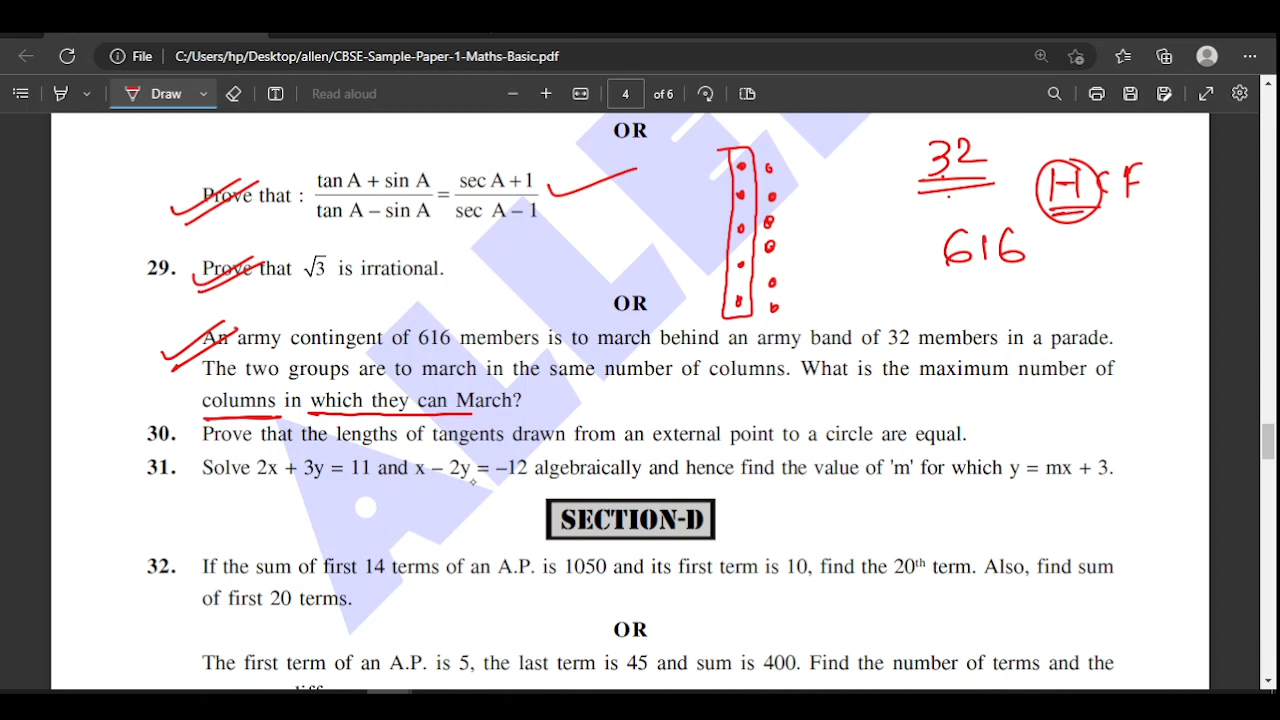 File C:/Users/hp/Desktop/allen/CBSE-Sample-Paper-1-Maths-Basic.pdf
Draw Read aloud 4 of 6
OR
Prove that : (tan A + sin A)/(tan A – sin A) = (sec A + 1)/(sec A – 1)
32
HCF
616
29. Prove that √3 is irrational.
OR
An army contingent of 616 members is to march behind an army band of 32 members in a parade.
The two groups are to march in the same number of columns. What is the maximum number of
columns in which they can March?
30. Prove that the lengths of tangents drawn from an external point to a circle are equal.
31. Solve 2x + 3y = 11 and x – 2y = –12 algebraically and hence find the value of 'm' for which y = mx + 3.
SECTION-D
32. If the sum of first 14 terms of an A.P. is 1050 and its first term is 10, find the 20th term. Also, find sum
of first 20 terms.
OR
The first term of an A.P. is 5, the last term is 45 and sum is 400. Find the number of terms and the
ALLE